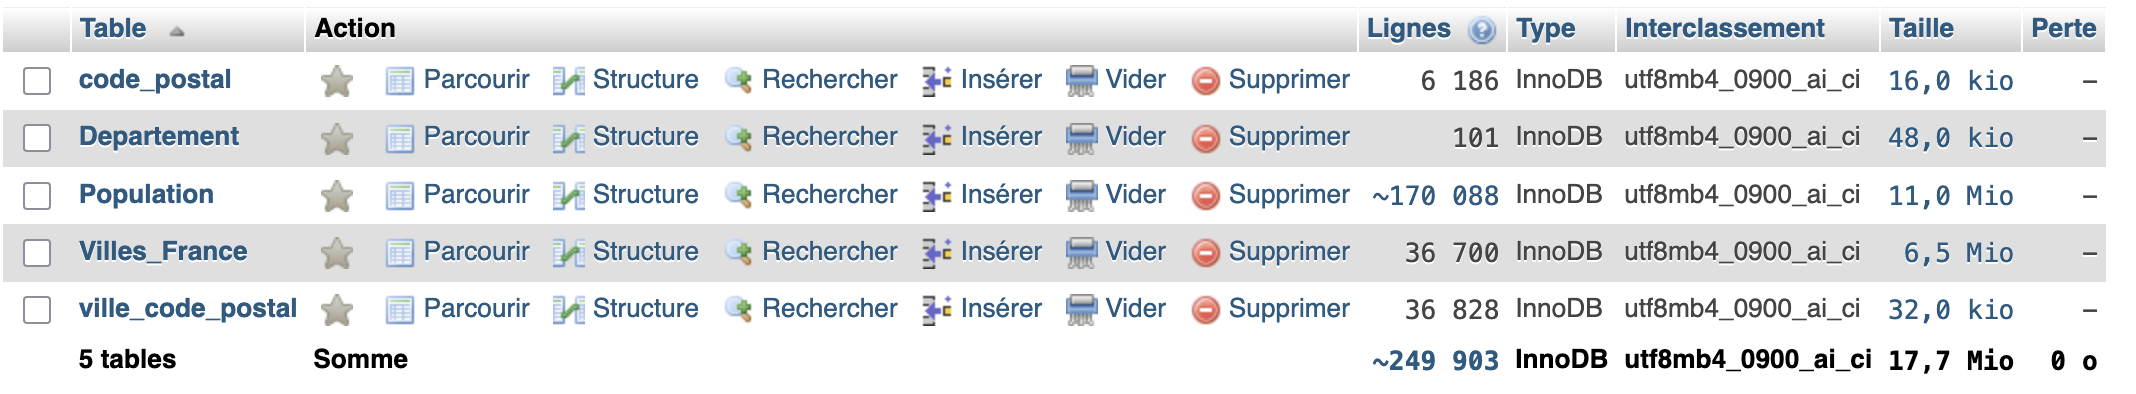 Table Action Lignes Type Interclassement Taille Perte
code_postal Parcourir Structure Rechercher Insérer Vider Supprimer 6 186 InnoDB utf8mb4_0900_ai_ci 16,0 kio –
Departement Parcourir Structure Rechercher Insérer Vider Supprimer 101 InnoDB utf8mb4_0900_ai_ci 48,0 kio –
Population Parcourir Structure Rechercher Insérer Vider Supprimer ~170 088 InnoDB utf8mb4_0900_ai_ci 11,0 Mio –
Villes_France Parcourir Structure Rechercher Insérer Vider Supprimer 36 700 InnoDB utf8mb4_0900_ai_ci 6,5 Mio –
ville_code_postal Parcourir Structure Rechercher Insérer Vider Supprimer 36 828 InnoDB utf8mb4_0900_ai_ci 32,0 kio –
5 tables Somme ~249 903 InnoDB utf8mb4_0900_ai_ci 17,7 Mio 0 o